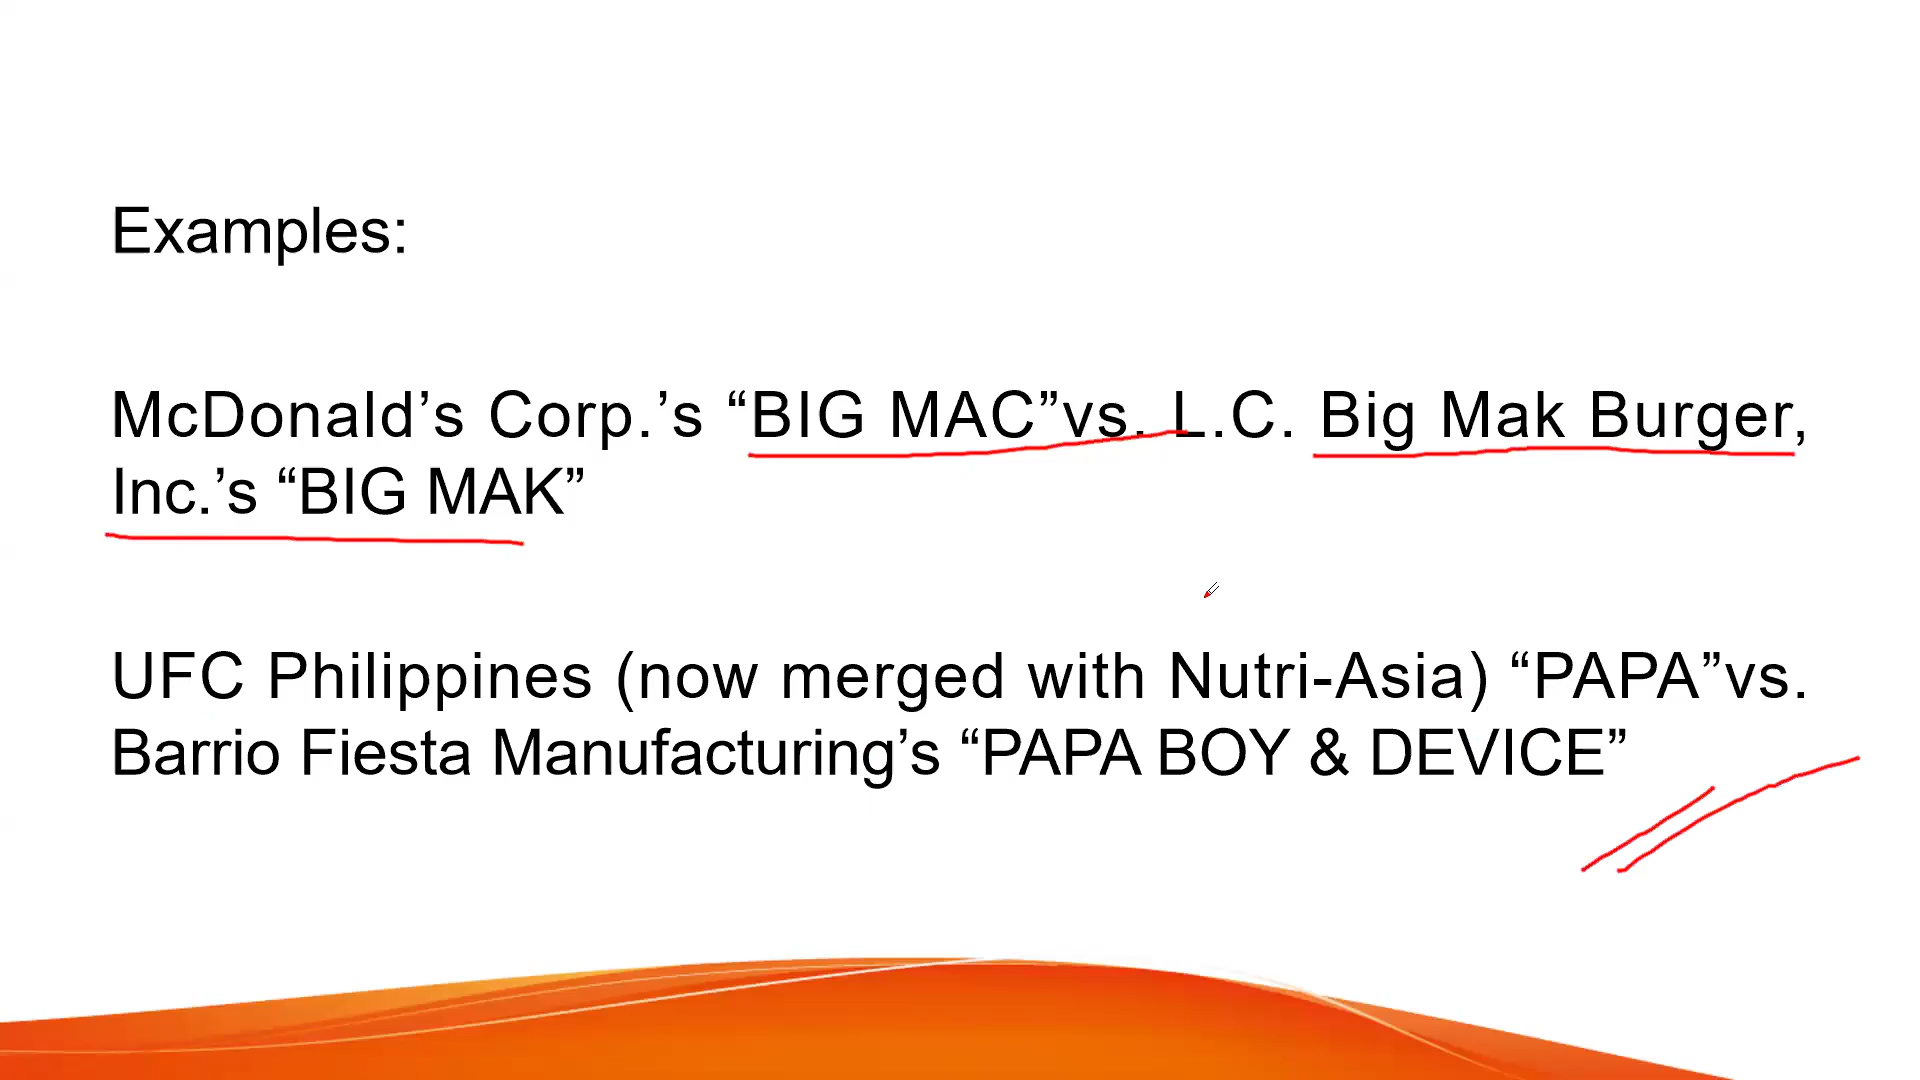 Examples:
McDonald’s Corp.’s “BIG MAC”vs. L.C. Big Mak Burger,
Inc.’s “BIG MAK”
UFC Philippines (now merged with Nutri-Asia) “PAPA”vs.
Barrio Fiesta Manufacturing’s “PAPA BOY & DEVICE”